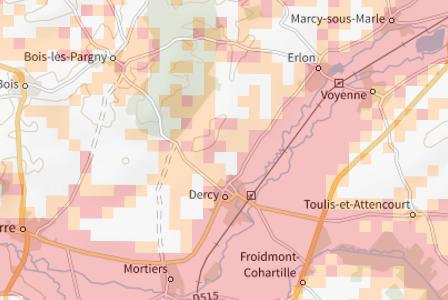 Marcy-sous-Marle
Bois-lès-Pargny
Erlon
Bois
Voyenne
Dercy
Toulis-et-Attencourt
rre
Froidmont-
Cohartille
Mortiers
D515